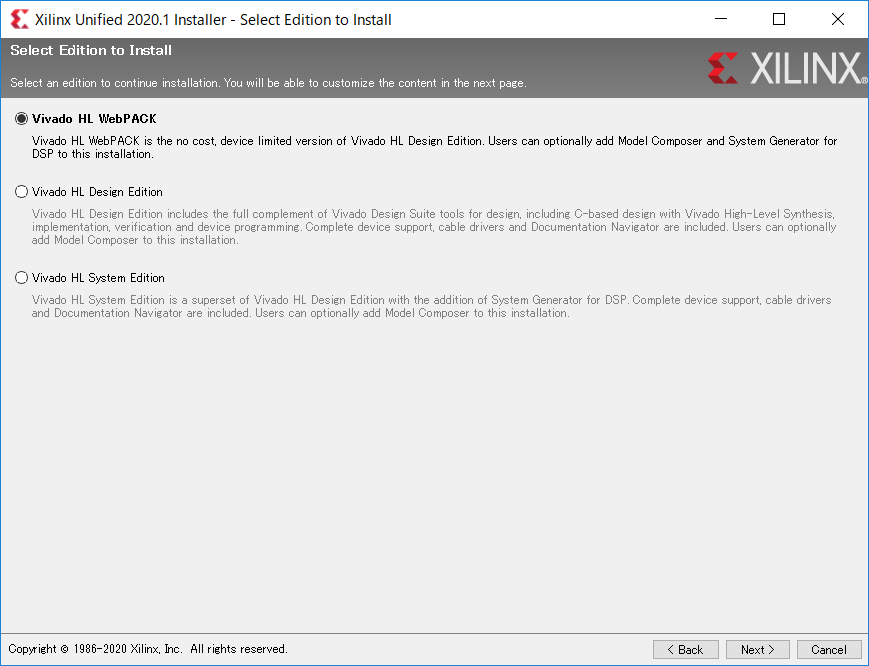 Xilinx Unified 2020.1 Installer - Select Edition to Install
Select Edition to Install
Select an edition to continue installation. You will be able to customize the content in the next page.
XILINX®
Vivado HL WebPACK
Vivado HL WebPACK is the no cost, device limited version of Vivado HL Design Edition. Users can optionally add Model Composer and System Generator for
DSP to this installation.
Vivado HL Design Edition
Vivado HL Design Edition includes the full complement of Vivado Design Suite tools for design, including C-based design with Vivado High-Level Synthesis,
implementation, verification and device programming. Complete device support, cable drivers and Documentation Navigator are included. Users can optionally
add Model Composer to this installation.
Vivado HL System Edition
Vivado HL System Edition is a superset of Vivado HL Design Edition with the addition of System Generator for DSP. Complete device support, cable drivers
and Documentation Navigator are included. Users can optionally add Model Composer to this installation.
Copyright © 1986-2020 Xilinx, Inc. All rights reserved.
< Back Next > Cancel